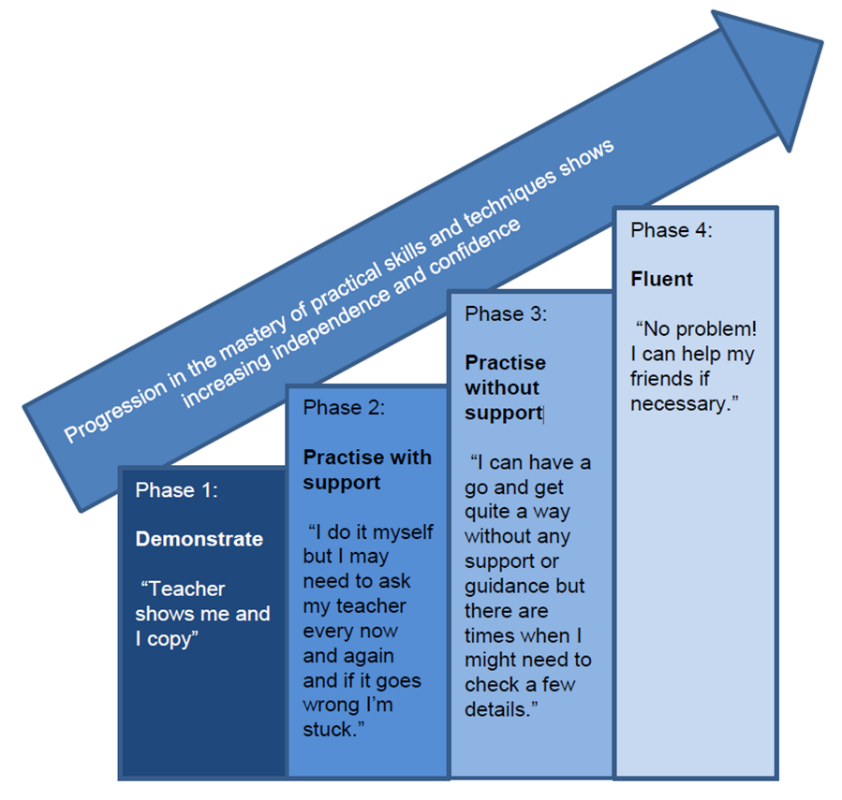 Progression in the mastery of practical skills and techniques shows
increasing independence and confidence
Phase 1:
Demonstrate
“Teacher
shows me and
I copy”
Phase 2:
Practise with
support
“I do it myself
but I may
need to ask
my teacher
every now
and again
and if it goes
wrong I’m
stuck.”
Phase 3:
Practise
without
support
“I can have a
go and get
quite a way
without any
support or
guidance but
there are
times when I
might need to
check a few
details.”
Phase 4:
Fluent
“No problem!
I can help my
friends if
necessary.”